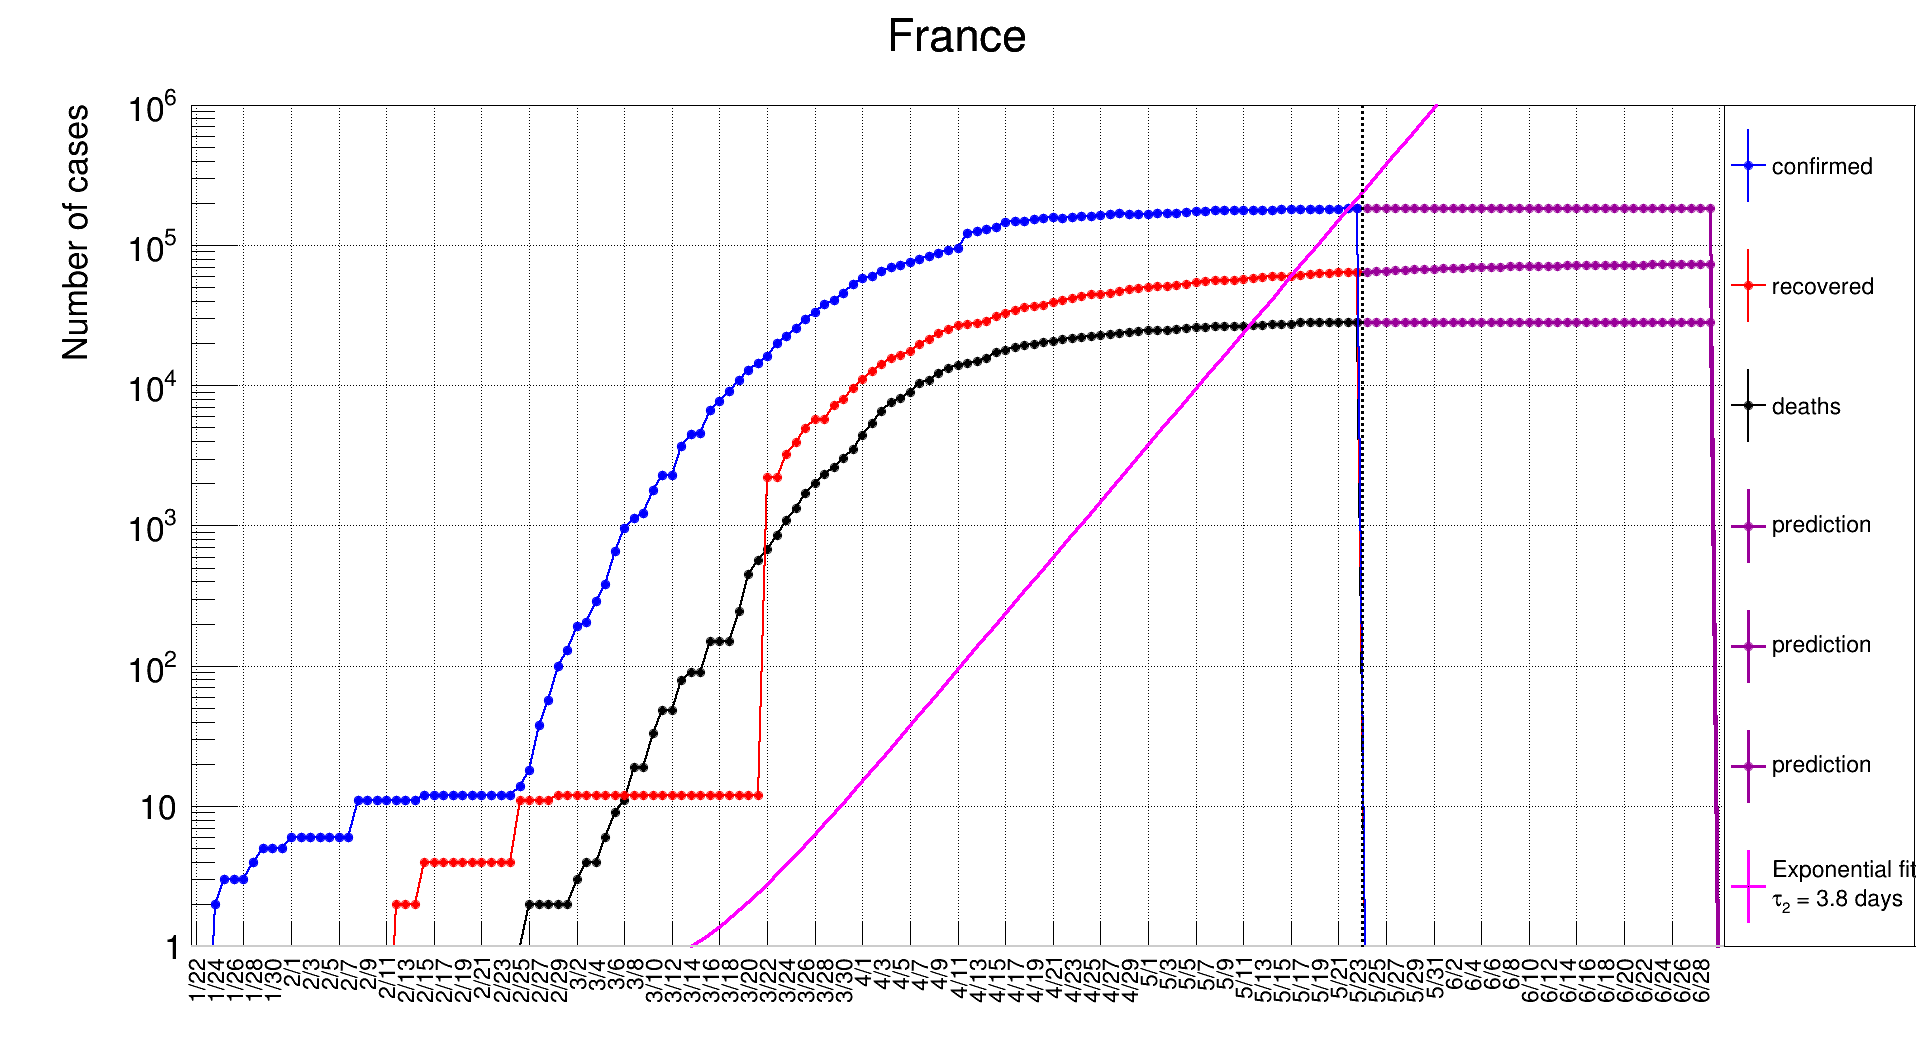 France
Number of cases
10^6
10^5
10^4
10^3
10^2
10
1
1/22 1/24 1/26 1/28 1/30 2/1 2/3 2/5 2/7 2/9 2/11 2/13 2/15 2/17 2/19 2/21 2/23 2/25 2/27 2/29 3/2 3/4 3/6 3/8 3/10 3/12 3/14 3/16 3/18 3/20 3/22 3/24 3/26 3/28 3/30 4/1 4/3 4/5 4/7 4/9 4/11 4/13 4/15 4/17 4/19 4/21 4/23 4/25 4/27 4/29 5/1 5/3 5/5 5/7 5/9 5/11 5/13 5/15 5/17 5/19 5/21 5/23 5/25 5/27 5/29 5/31 6/2 6/4 6/6 6/8 6/10 6/12 6/14 6/16 6/18 6/20 6/22 6/24 6/26 6/28
confirmed
recovered
deaths
prediction
prediction
prediction
Exponential fit
τ₂ = 3.8 days